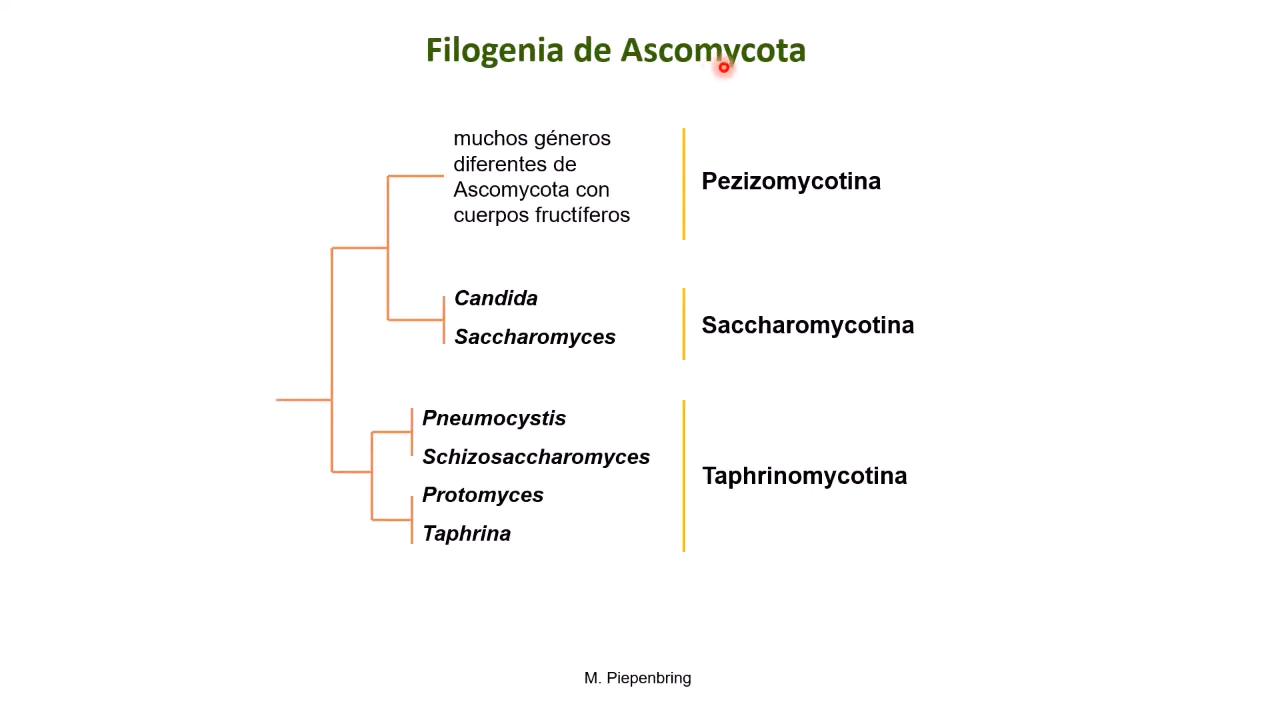 Filogenia de Ascomycota
muchos géneros
diferentes de
Ascomycota con
cuerpos fructíferos
Pezizomycotina
Candida
Saccharomyces
Saccharomycotina
Pneumocystis
Schizosaccharomyces
Protomyces
Taphrina
Taphrinomycotina
M. Piepenbring